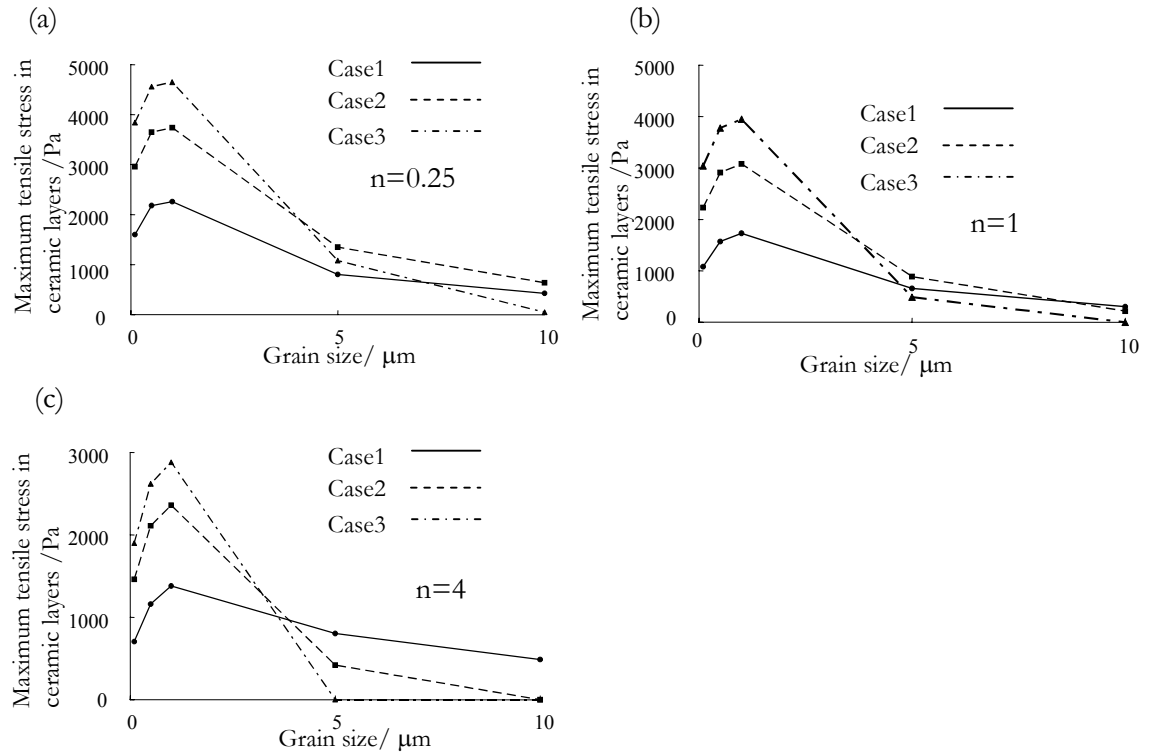 (a)
Maximum tensile stress in
ceramic layers /Pa
5000
4000
3000
2000
1000
0
Case1
Case2
Case3
n=0.25
0
5
10
Grain size/ μm
(b)
Maximum tensile stress in
ceramic layers /Pa
5000
4000
3000
2000
1000
0
Case1
Case2
Case3
n=1
0
5
10
Grain size/ μm
(c)
Maximum tensile stress in
ceramic layers /Pa
3000
2000
1000
0
Case1
Case2
Case3
n=4
0
5
10
Grain size/ μm